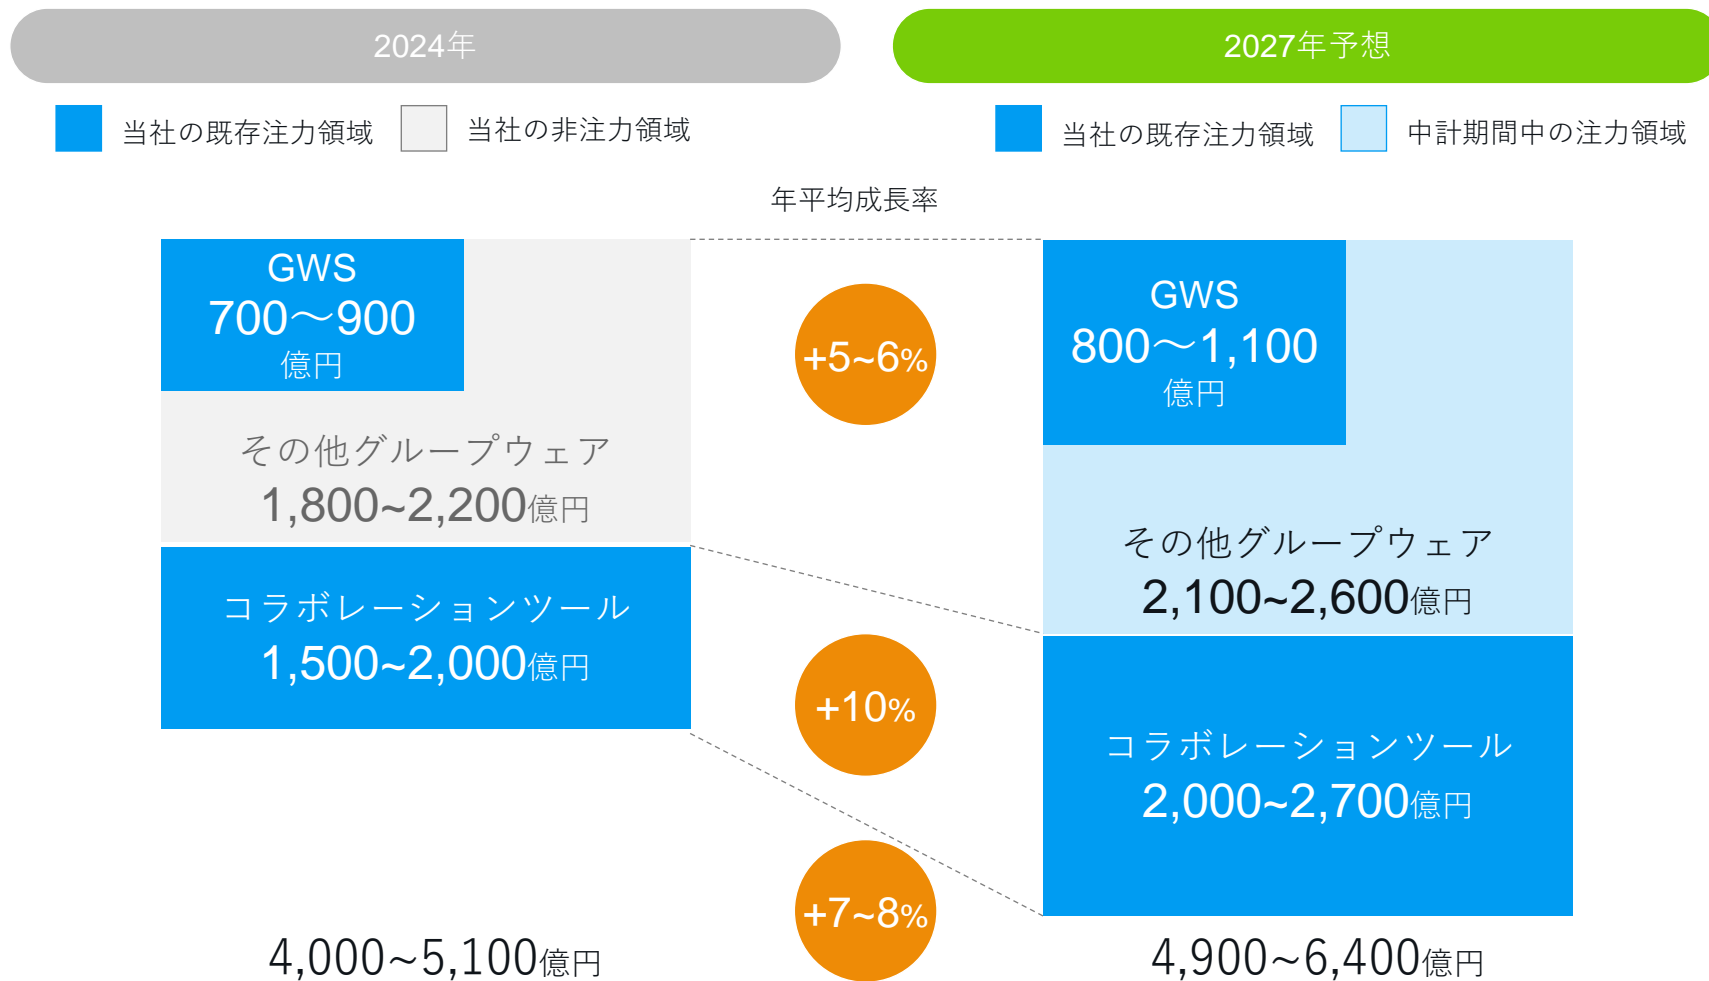 2024年
2027年予想
当社の既存注力領域
当社の非注力領域
当社の既存注力領域
中計期間中の注力領域
年平均成長率
GWS
700～900
億円
その他グループウェア
1,800~2,200億円
コラボレーションツール
1,500~2,000億円
4,000~5,100億円
+5~6%
+10%
+7~8%
GWS
800～1,100
億円
その他グループウェア
2,100~2,600億円
コラボレーションツール
2,000~2,700億円
4,900~6,400億円